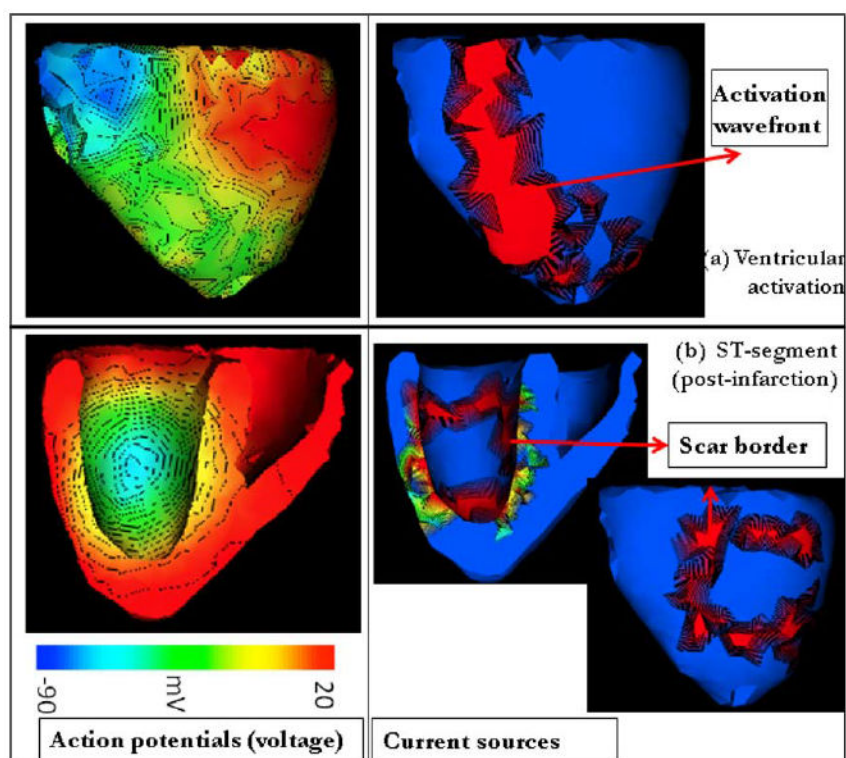 Activation
wavefront
(a) Ventricular
activation
(b) ST-segment
(post-infarction)
Scar border
-90
mV
20
Action potentials (voltage)
Current sources